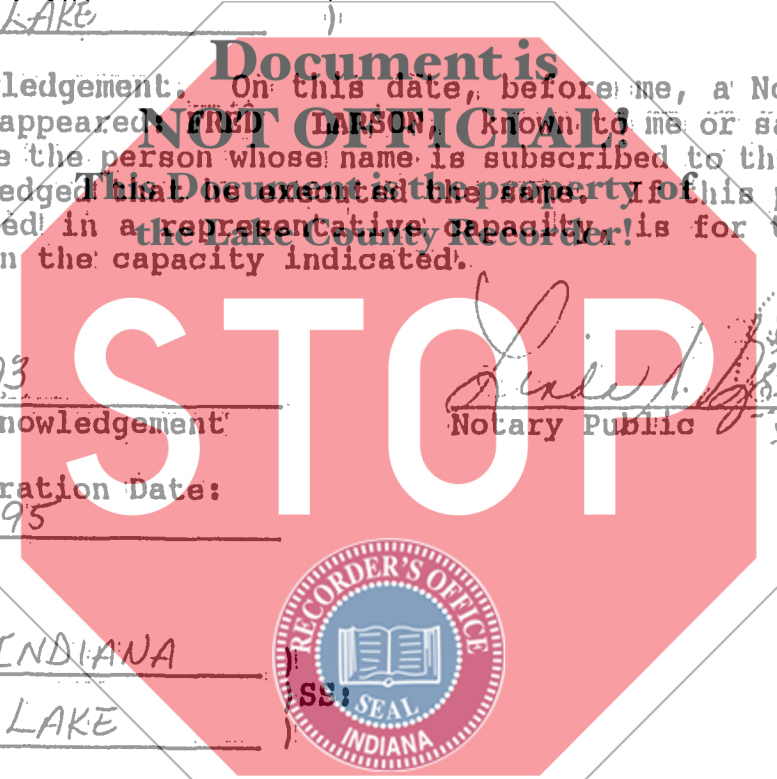 LAKE )
Document is
ledgement. On this date, before me, a No
appeared FRED LARSON, known to me or sa
NOT OFFICIAL!
e the person whose name is subscribed to th
This Document is the property of
edged that he executed the same. If this
the Lake County Recorder!
ed in a representative capacity, is for
n the capacity indicated.
STOP
93
nowledgement
Notary Public
ration Date:
95
RECORDER'S OFFICE
INDIANA )
SS:
SEAL
LAKE )
INDIANA